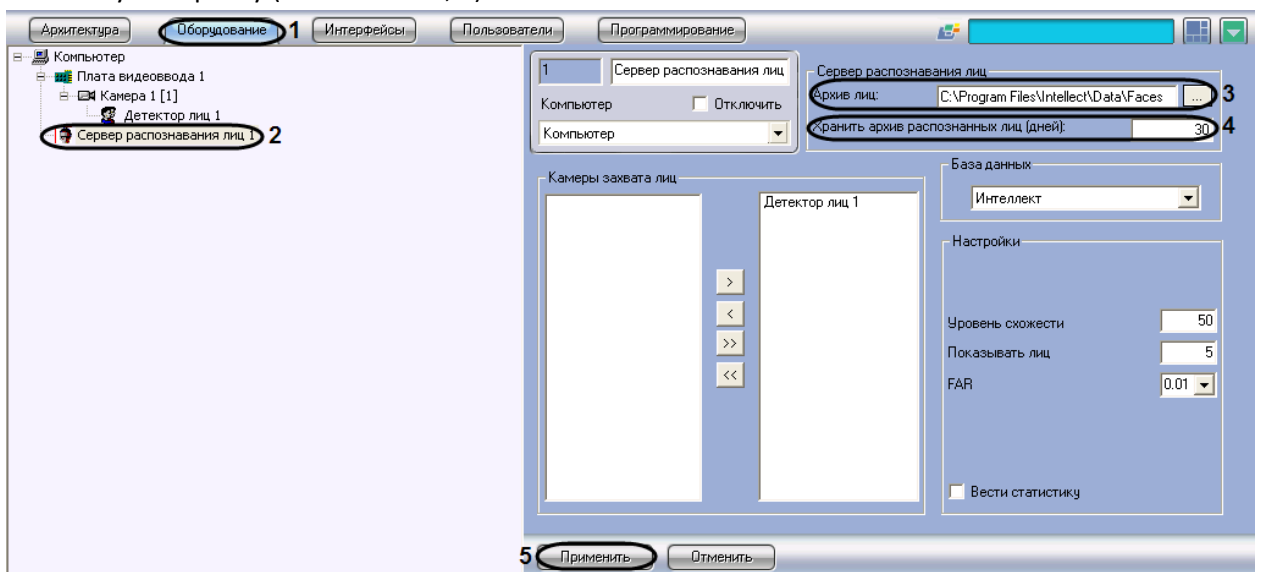 Архитектура Оборудование 1 Интерфейсы Пользователи Программирование
Компьютер
Плата видеоввода 1
Камера 1 [1]
Детектор лиц 1
Сервер распознавания лиц 1 2
1 Сервер распознавания лиц
Компьютер Отключить
Компьютер
Сервер распознавания лиц
Архив лиц: C:\Program Files\Intellect\Data\Faces ... 3
Хранить архив распознанных лиц (дней): 30 4
Камеры захвата лиц
Детектор лиц 1
>
<
>>
<<
База данных
Интеллект
Настройки
Уровень схожести 50
Показывать лиц 5
FAR 0.01
Вести статистику
5 Применить Отменить